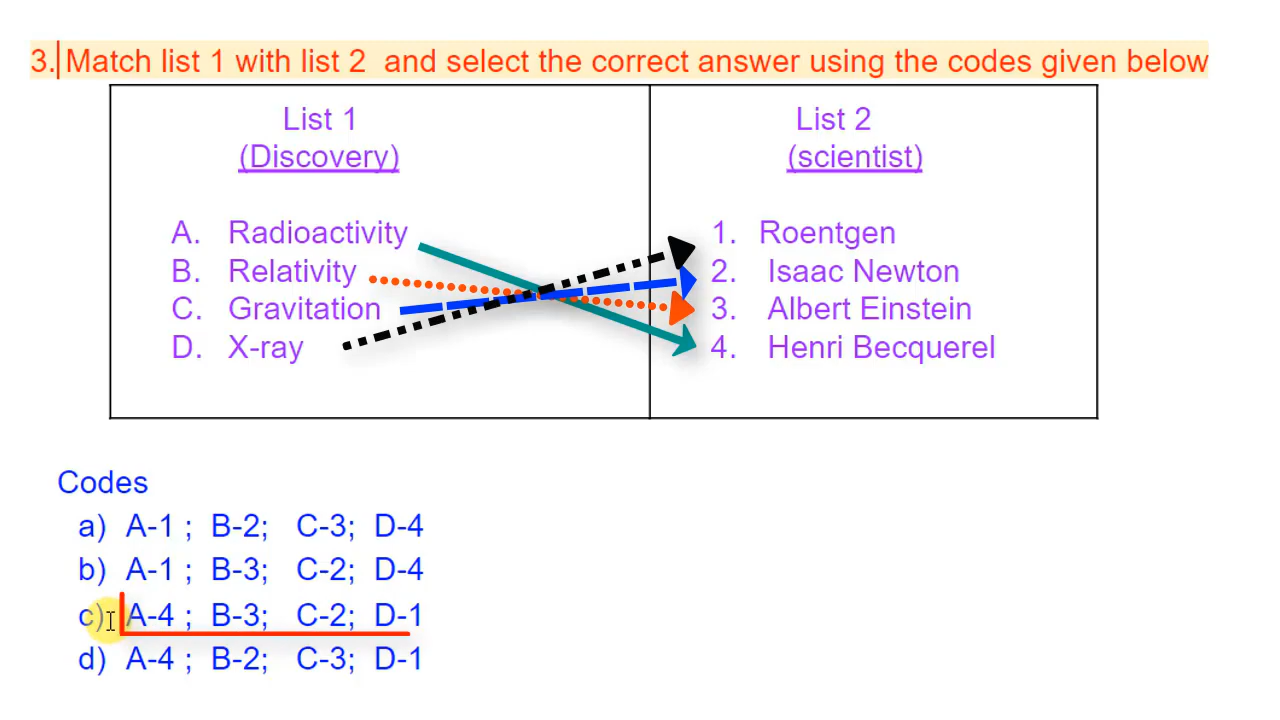 3. Match list 1 with list 2 and select the correct answer using the codes given below
List 1
(Discovery)
A. Radioactivity
B. Relativity
C. Gravitation
D. X-ray
List 2
(scientist)
1. Roentgen
2. Isaac Newton
3. Albert Einstein
4. Henri Becquerel
Codes
a) A-1 ; B-2; C-3; D-4
b) A-1 ; B-3; C-2; D-4
c) A-4 ; B-3; C-2; D-1
d) A-4 ; B-2; C-3; D-1